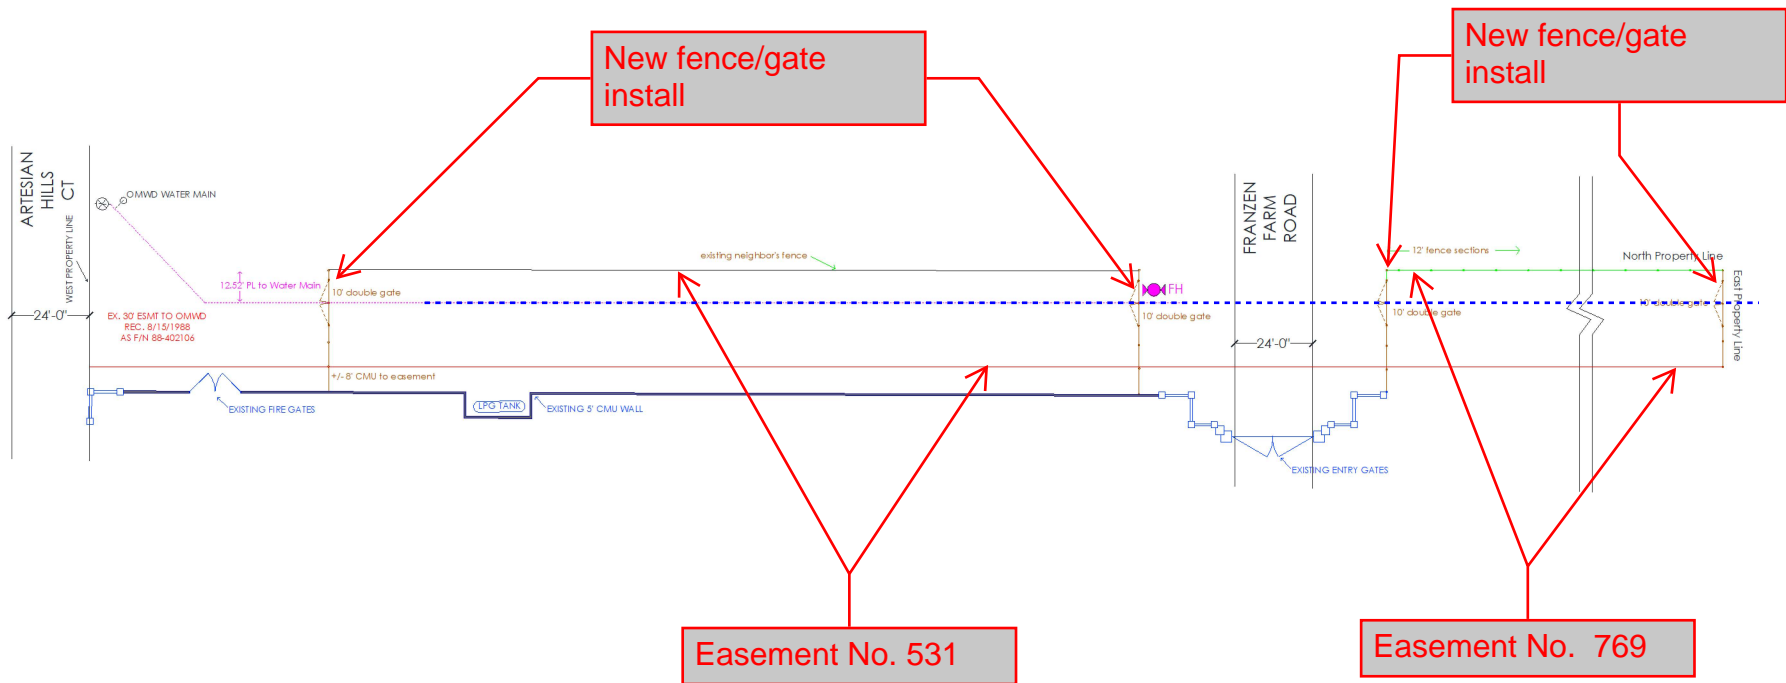 New fence/gate
install
New fence/gate
install
ARTESIAN
HILLS
CT
WEST PROPERTY LINE
OMWD WATER MAIN
FRANZEN
FARM
ROAD
existing neighbor's fence
12' fence sections
North Property Line
East Property Line
12.52' PL to Water Main
10' double gate
FH
10' double gate
10' double gate
10' double gate
24'-0"
EX. 30' ESMT TO OMWD
REC. 8/15/1988
AS F/N 88-402106
24'-0"
+/-8' CMU to easement
EXISTING FIRE GATES
LPG TANK
EXISTING 5' CMU WALL
EXISTING ENTRY GATES
Easement No. 531
Easement No. 769